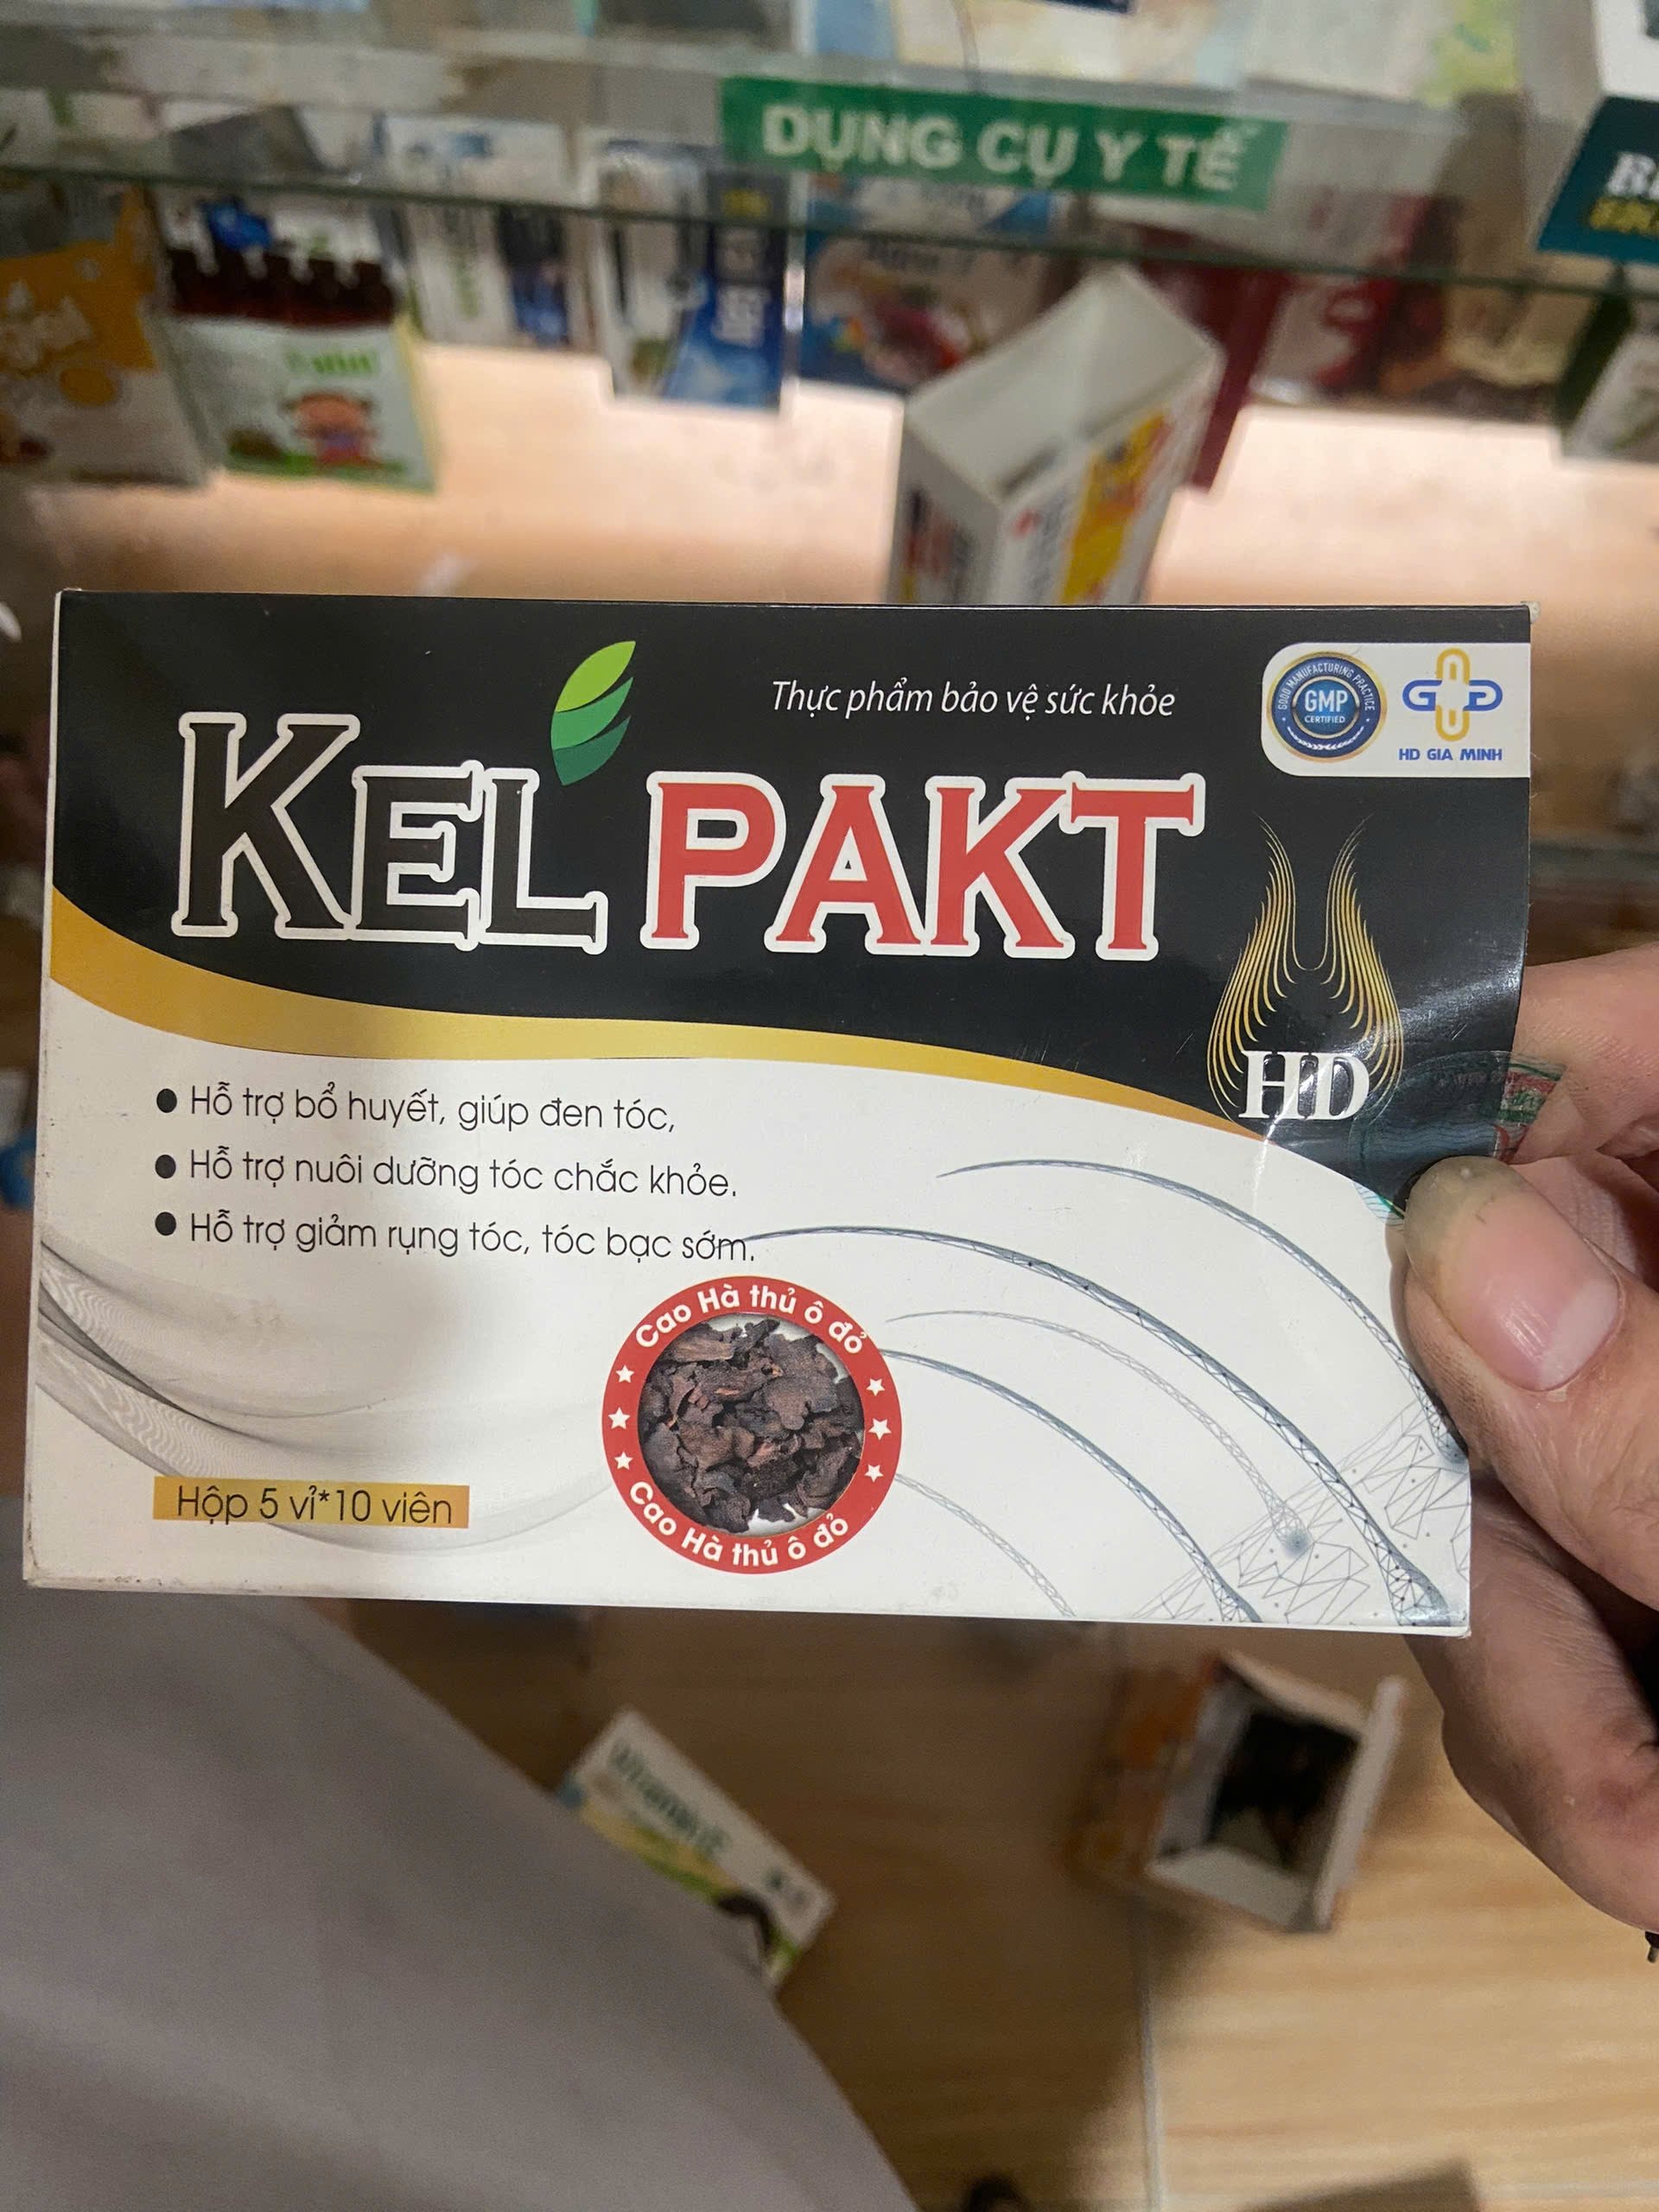 DỤNG CỤ Y TẾ
Thực phẩm bảo vệ sức khỏe
GOOD MANUFACTURING PRACTICE
GMP
CERTIFIED
HD GIA MINH
KEL PAKT
HD
● Hỗ trợ bổ huyết, giúp đen tóc,
● Hỗ trợ nuôi dưỡng tóc chắc khỏe.
● Hỗ trợ giảm rụng tóc, tóc bạc sớm.
Cao Hà thủ ô đỏ
Cao Hà thủ ô đỏ
Hộp 5 vỉ*10 viên